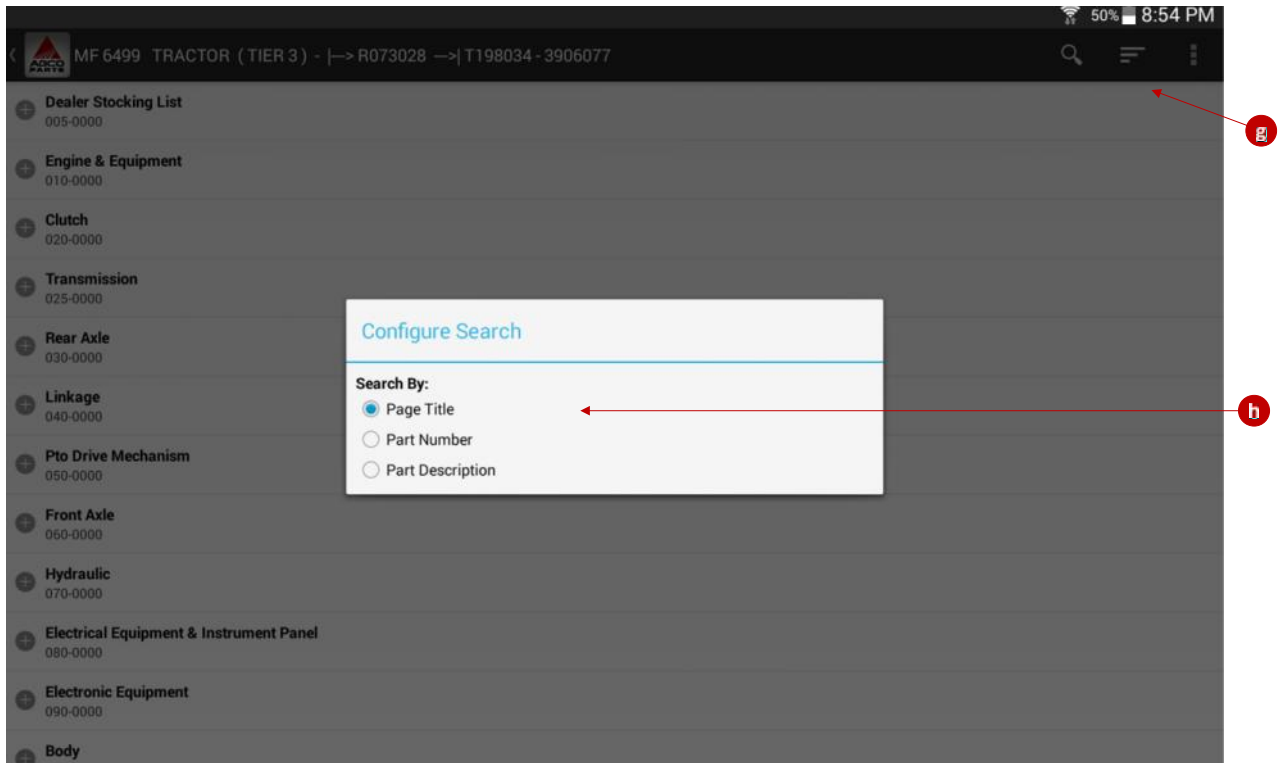 50% 8:54 PM
AGCO PARTS MF 6499 TRACTOR ( TIER 3 ) - |—> R073028 —>| T198034 - 3906077
Dealer Stocking List
005-0000
g
Engine & Equipment
010-0000
Clutch
020-0000
Transmission
025-0000
Rear Axle
030-0000
Linkage
040-0000
Pto Drive Mechanism
050-0000
Front Axle
060-0000
Hydraulic
070-0000
Electrical Equipment & Instrument Panel
080-0000
Electronic Equipment
090-0000
Body
Configure Search
Search By:
Page Title
h
Part Number
Part Description